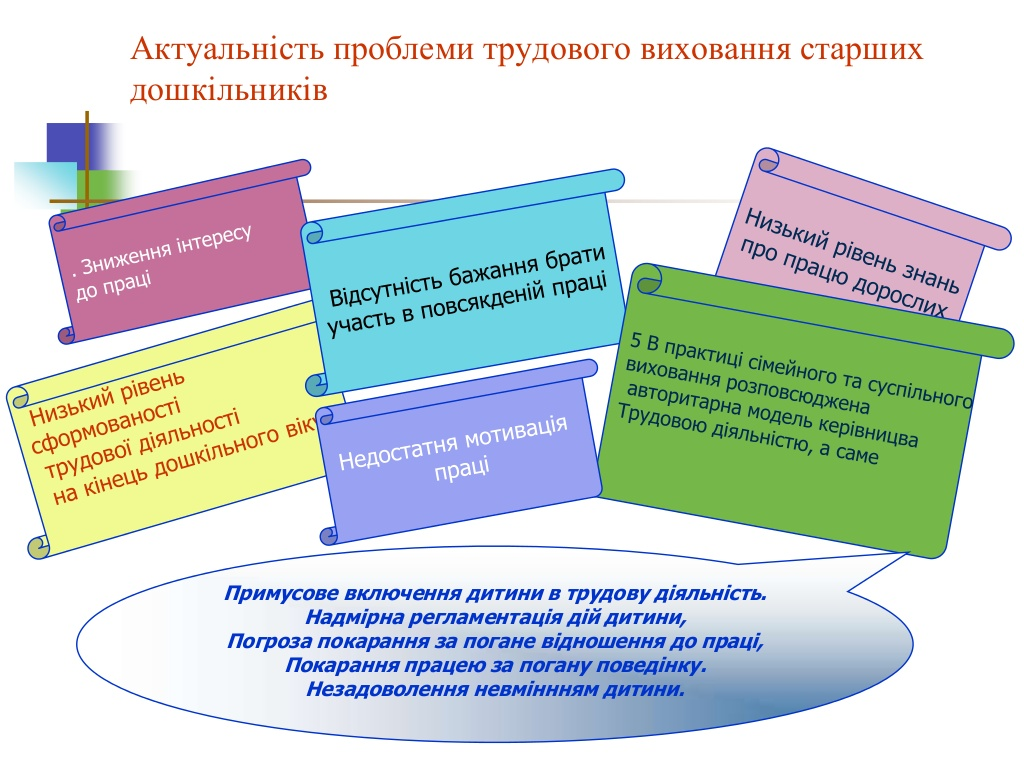 Актуальність проблеми трудового виховання старших
дошкільників
. Зниження інтересу
до праці
Відсутність бажання брати
участь в повсякденій праці
Низький рівень знань
про працю дорослих
Низький рівень
сформованості
трудової діяльності
на кінець дошкільного віку
Недостатня мотивація
праці
5 В практиці сімейного та суспільного
виховання розповсюджена
авторитарна модель керівницва
Трудовою діяльністю, а саме
Примусове включення дитини в трудову діяльність.
Надмірна регламентація дій дитини,
Погроза покарання за погане відношення до праці,
Покарання працею за погану поведінку.
Незадоволення невміннням дитини.